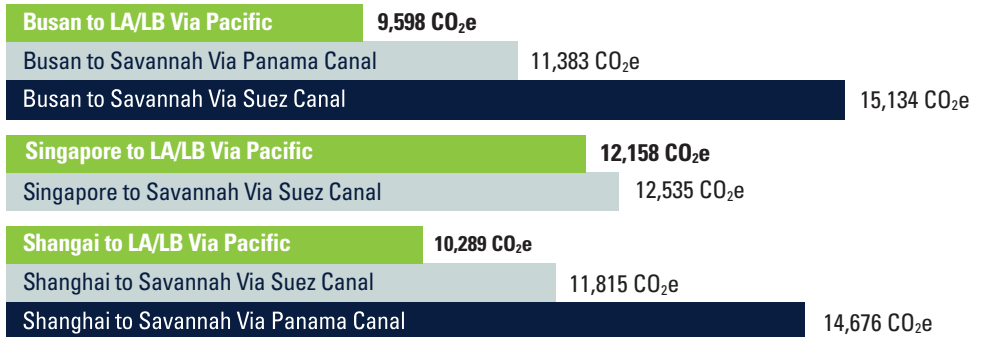 Busan to LA/LB Via Pacific 9,598 CO₂e
Busan to Savannah Via Panama Canal 11,383 CO₂e
Busan to Savannah Via Suez Canal 15,134 CO₂e
Singapore to LA/LB Via Pacific 12,158 CO₂e
Singapore to Savannah Via Suez Canal 12,535 CO₂e
Shangai to LA/LB Via Pacific 10,289 CO₂e
Shanghai to Savannah Via Suez Canal 11,815 CO₂e
Shanghai to Savannah Via Panama Canal 14,676 CO₂e